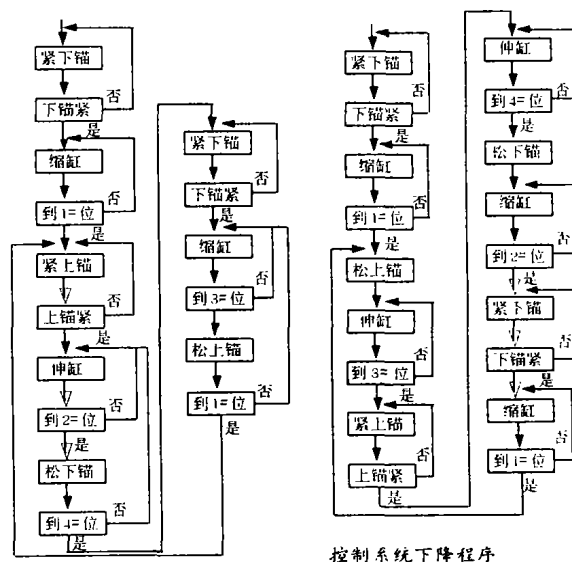 紧下锚
下锚紧
否
是
缩缸
到1=位
否
是
紧上锚
上锚紧
否
是
伸缸
到2=位
否
是
松下锚
到4=位
否
是
紧下锚
下锚紧
否
是
缩缸
到3=位
否
松上锚
到1=位
否
是
紧下锚
下锚紧
否
是
缩缸
到1=位
否
是
松上锚
伸缸
到3=位
否
是
紧上锚
上锚紧
否
是
伸缸
到4=位
否
是
松下锚
缩缸
到2=位
否
是
紧下锚
下锚紧
否
是
缩缸
到1=位
否
是
控制系统下降程序